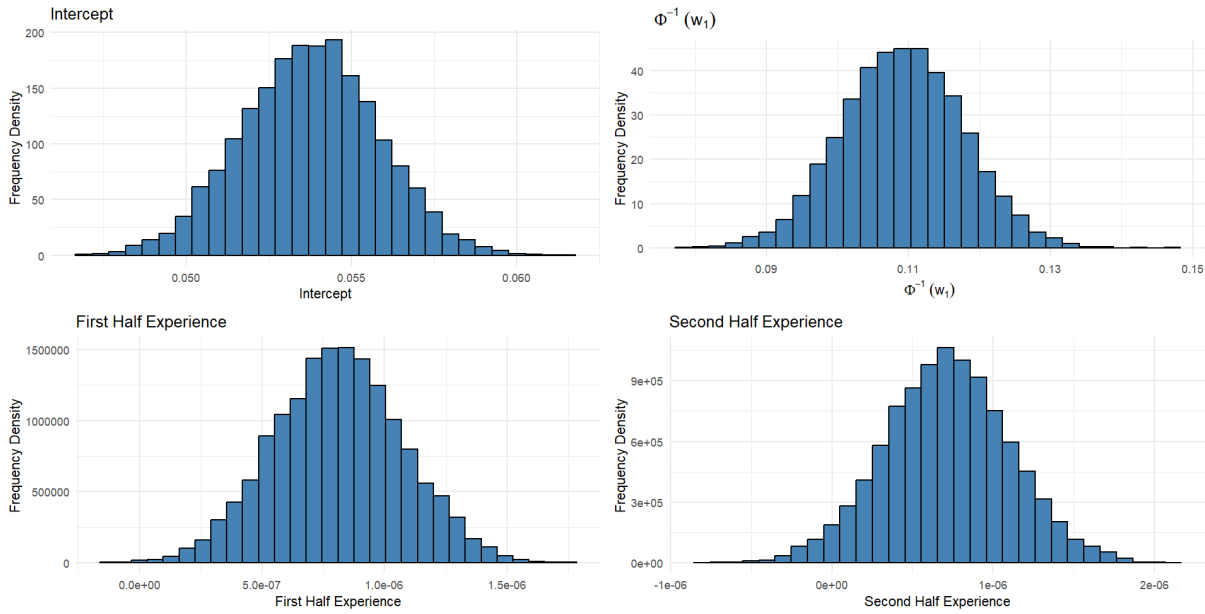 Intercept
200
150
100
50
0
Frequency Density
0.050
0.055
0.060
Intercept
Φ⁻¹ (w₁)
40
30
20
10
0
Frequency Density
0.09
0.11
0.13
0.15
Φ⁻¹ (w₁)
First Half Experience
1500000
1000000
500000
0
Frequency Density
0.0e+00
5.0e-07
1.0e-06
1.5e-06
First Half Experience
Second Half Experience
9e+05
6e+05
3e+05
0e+00
Frequency Density
-1e-06
0e+00
1e-06
2e-06
Second Half Experience